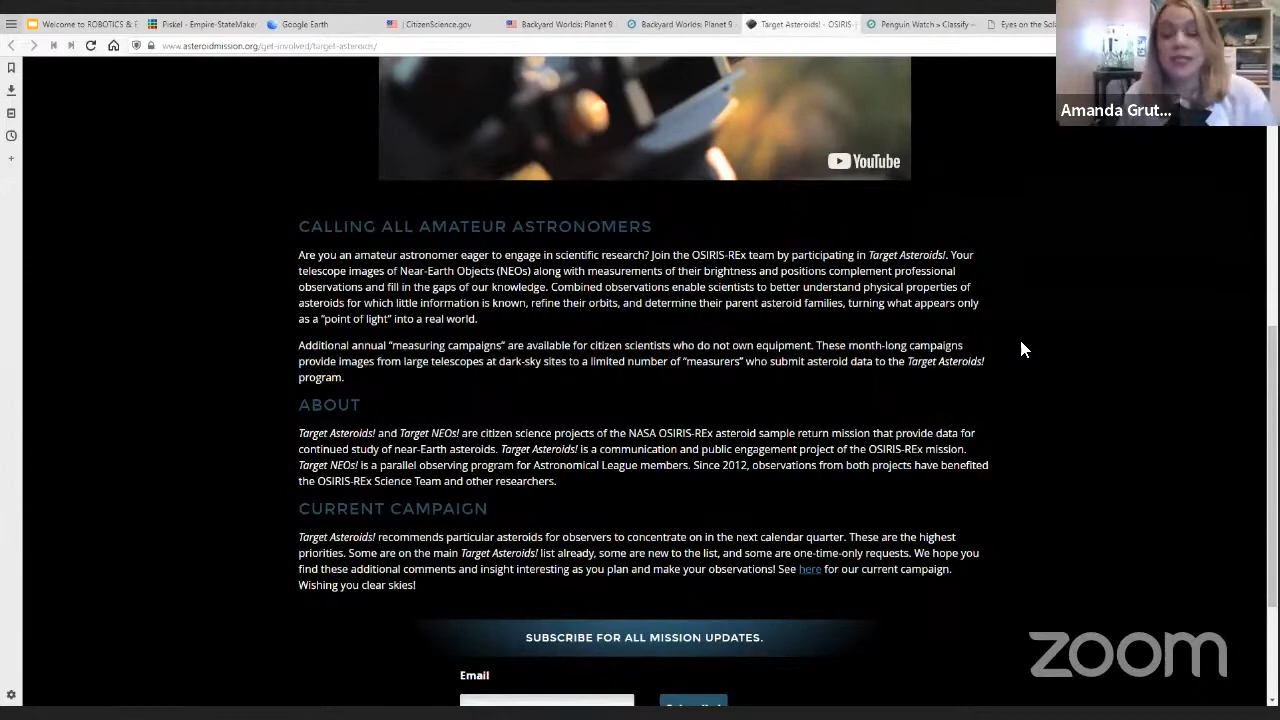 Welcome to ROBOTICS &
Piskel - Empire-StateMaker
Google Earth
CitizenScience.gov
Backyard Worlds: Planet 9
Backyard Worlds: Planet 9
Target Asteroids! - OSIRIS-
Penguin Watch » Classify —
Eyes on the Sola
www.asteroidmission.org/get-involved/target-asteroids/
Amanda Grut...
YouTube
CALLING ALL AMATEUR ASTRONOMERS
Are you an amateur astronomer eager to engage in scientific research? Join the OSIRIS-REx team by participating in Target Asteroids!. Your
telescope images of Near-Earth Objects (NEOs) along with measurements of their brightness and positions complement professional
observations and fill in the gaps of our knowledge. Combined observations enable scientists to better understand physical properties of
asteroids for which little information is known, refine their orbits, and determine their parent asteroid families, turning what appears only
as a "point of light" into a real world.
Additional annual "measuring campaigns" are available for citizen scientists who do not own equipment. These month-long campaigns
provide images from large telescopes at dark-sky sites to a limited number of "measurers" who submit asteroid data to the Target Asteroids!
program.
ABOUT
Target Asteroids! and Target NEOs! are citizen science projects of the NASA OSIRIS-REx asteroid sample return mission that provide data for
continued study of near-Earth asteroids. Target Asteroids! is a communication and public engagement project of the OSIRIS-REx mission.
Target NEOs! is a parallel observing program for Astronomical League members. Since 2012, observations from both projects have benefited
the OSIRIS-REx Science Team and other researchers.
CURRENT CAMPAIGN
Target Asteroids! recommends particular asteroids for observers to concentrate on in the next calendar quarter. These are the highest
priorities. Some are on the main Target Asteroids! list already, some are new to the list, and some are one-time-only requests. We hope you
find these additional comments and insight interesting as you plan and make your observations! See here for our current campaign.
Wishing you clear skies!
SUBSCRIBE FOR ALL MISSION UPDATES.
Email
zoom